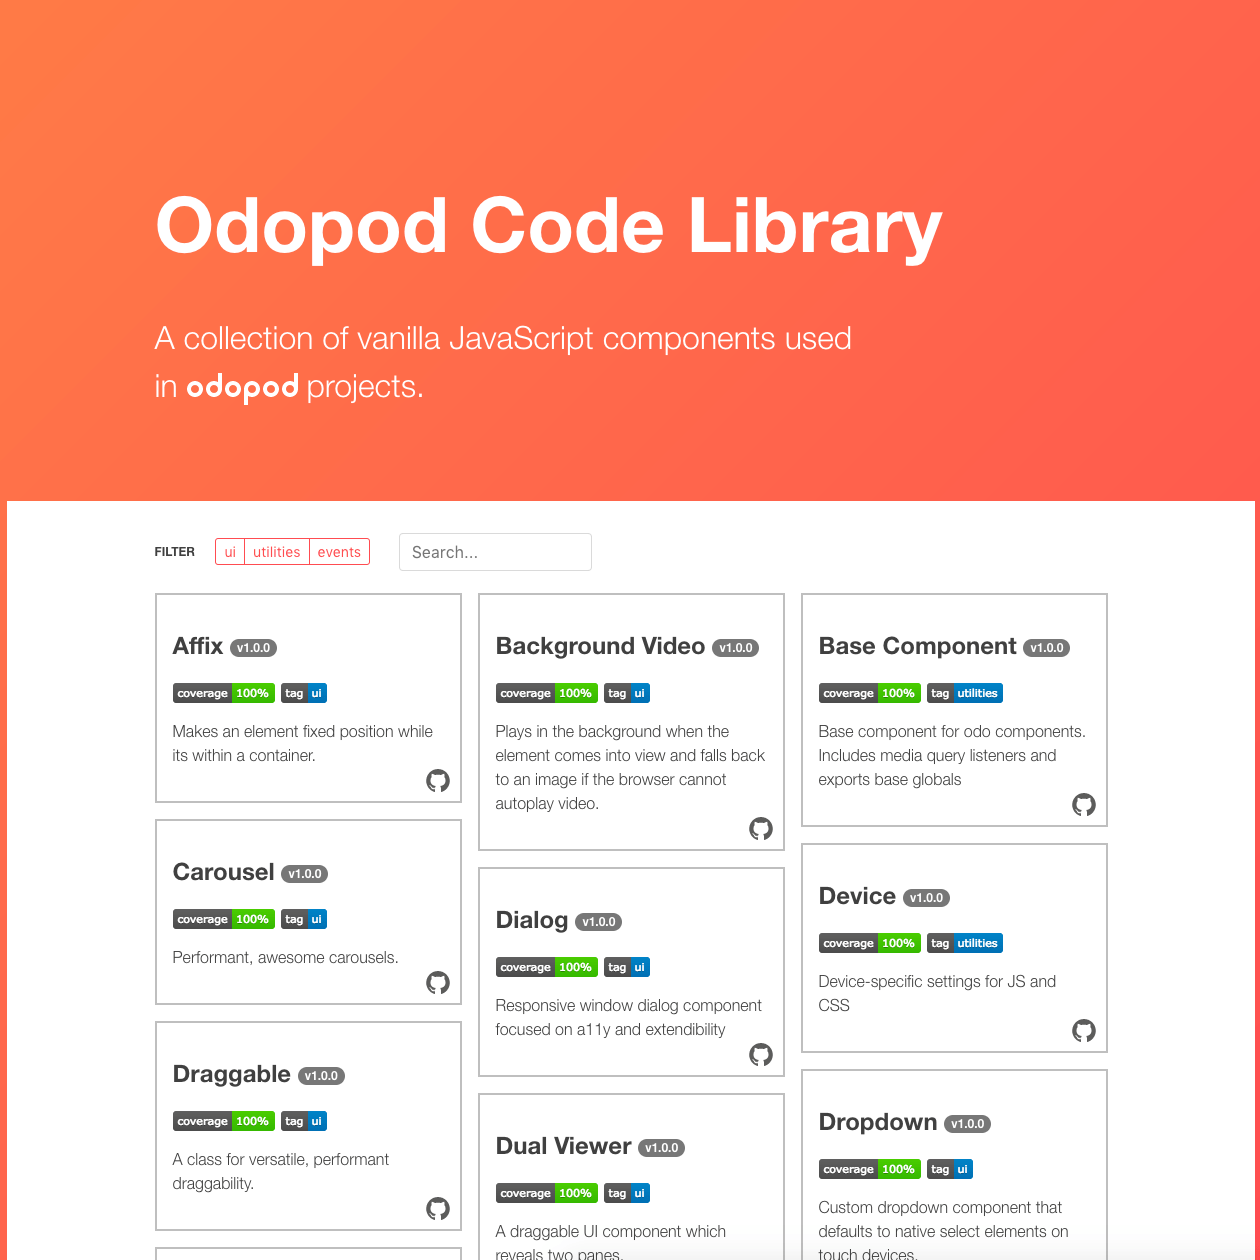 Odopod Code Library
A collection of vanilla JavaScript components used
in odopod projects.
FILTER ui utilities events Search...
Affix v1.0.0
coverage 100% tag ui
Makes an element fixed position while
its within a container.
Background Video v1.0.0
coverage 100% tag ui
Plays in the background when the
element comes into view and falls back
to an image if the browser cannot
autoplay video.
Base Component v1.0.0
coverage 100% tag utilities
Base component for odo components.
Includes media query listeners and
exports base globals
Carousel v1.0.0
coverage 100% tag ui
Performant, awesome carousels.
Dialog v1.0.0
coverage 100% tag ui
Responsive window dialog component
focused on a11y and extendibility
Device v1.0.0
coverage 100% tag utilities
Device-specific settings for JS and
CSS
Draggable v1.0.0
coverage 100% tag ui
A class for versatile, performant
draggability.
Dual Viewer v1.0.0
coverage 100% tag ui
A draggable UI component which
reveals two panes.
Dropdown v1.0.0
coverage 100% tag ui
Custom dropdown component that
defaults to native select elements on
touch devices.